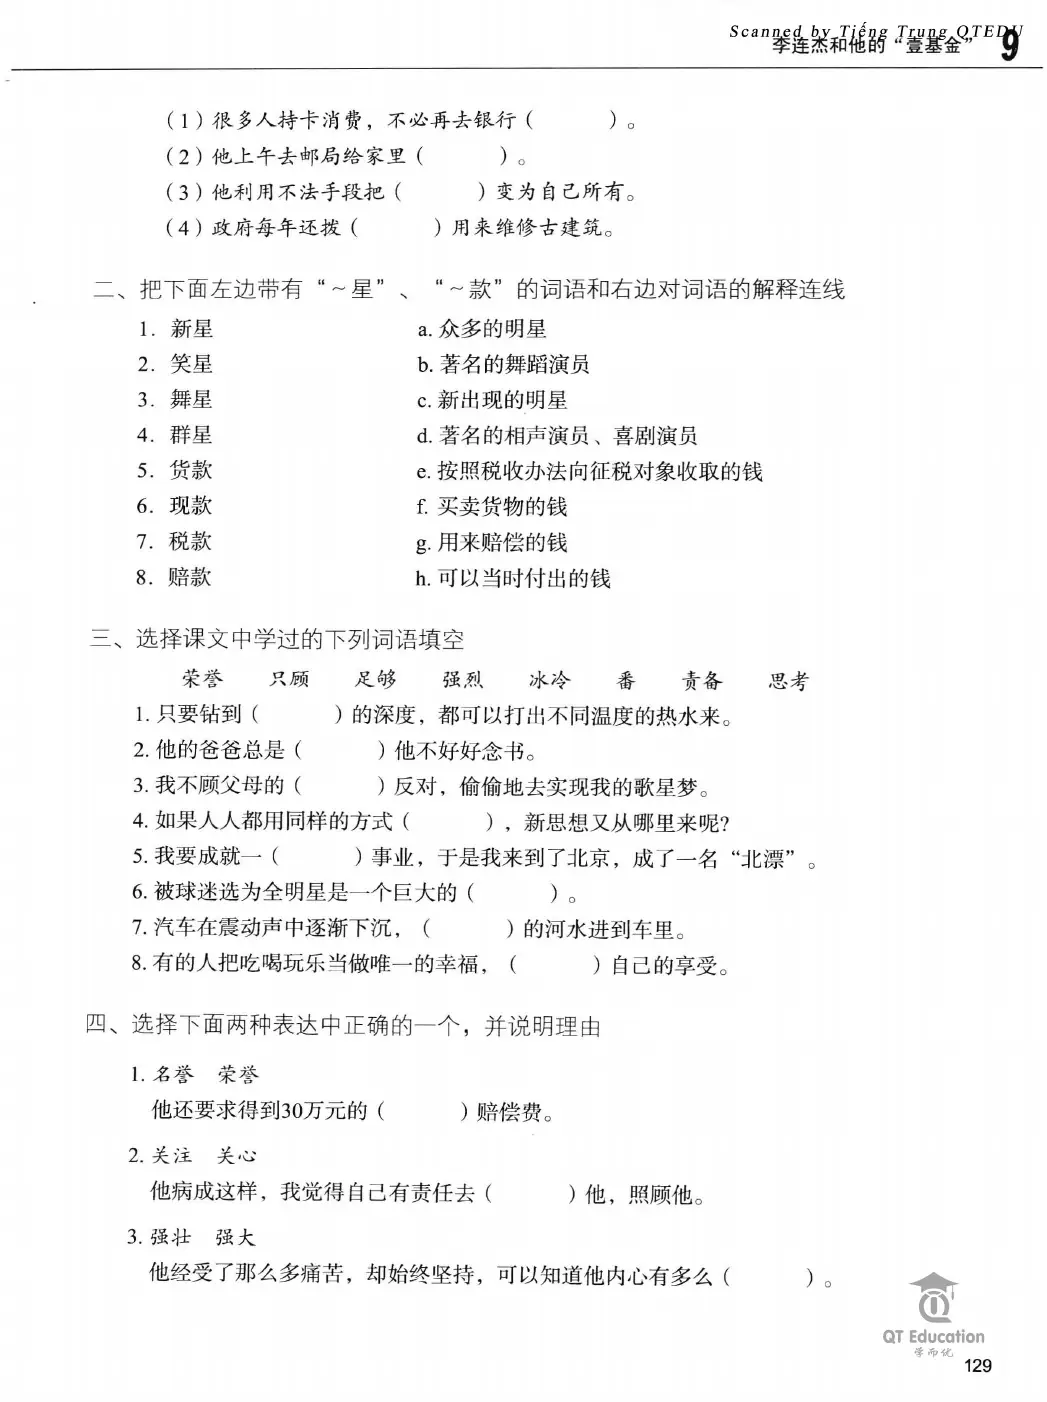 Scanned by Tiếng Trung QTEDU
李连杰和他的“壹基金” 9
（1）很多人持卡消费，不必再去银行（　　）。
（2）他上午去邮局给家里（　　）。
（3）他利用不法手段把（　　）变为自己所有。
（4）政府每年还拨（　　）用来维修古建筑。
二、把下面左边带有“～星”、“～款”的词语和右边对词语的解释连线
1. 新星 a. 众多的明星
2. 笑星 b. 著名的舞蹈演员
3. 舞星 c. 新出现的明星
4. 群星 d. 著名的相声演员、喜剧演员
5. 货款 e. 按照税收办法向征税对象收取的钱
6. 现款 f. 买卖货物的钱
7. 税款 g. 用来赔偿的钱
8. 赔款 h. 可以当时付出的钱
三、选择课文中学过的下列词语填空
荣誉 只顾 足够 强烈 冰冷 番 责备 思考
1. 只要钻到（　　）的深度，都可以打出不同温度的热水来。
2. 他的爸爸总是（　　）他不好好念书。
3. 我不顾父母的（　　）反对，偷偷地去实现我的歌星梦。
4. 如果人人都用同样的方式（　　），新思想又从哪里来呢?
5. 我要成就一（　　）事业，于是我来到了北京，成了一名“北漂”。
6. 被球迷选为全明星是一个巨大的（　　）。
7. 汽车在震动声中逐渐下沉，（　　）的河水进到车里。
8. 有的人把吃喝玩乐当做唯一的幸福，（　　）自己的享受。
四、选择下面两种表达中正确的一个，并说明理由
1. 名誉 荣誉
他还要求得到30万元的（　　）赔偿费。
2. 关注 关心
他病成这样，我觉得自己有责任去（　　）他，照顾他。
3. 强壮 强大
他经受了那么多痛苦，却始终坚持，可以知道他内心有多么（　　）。
QT Education
学而优
129